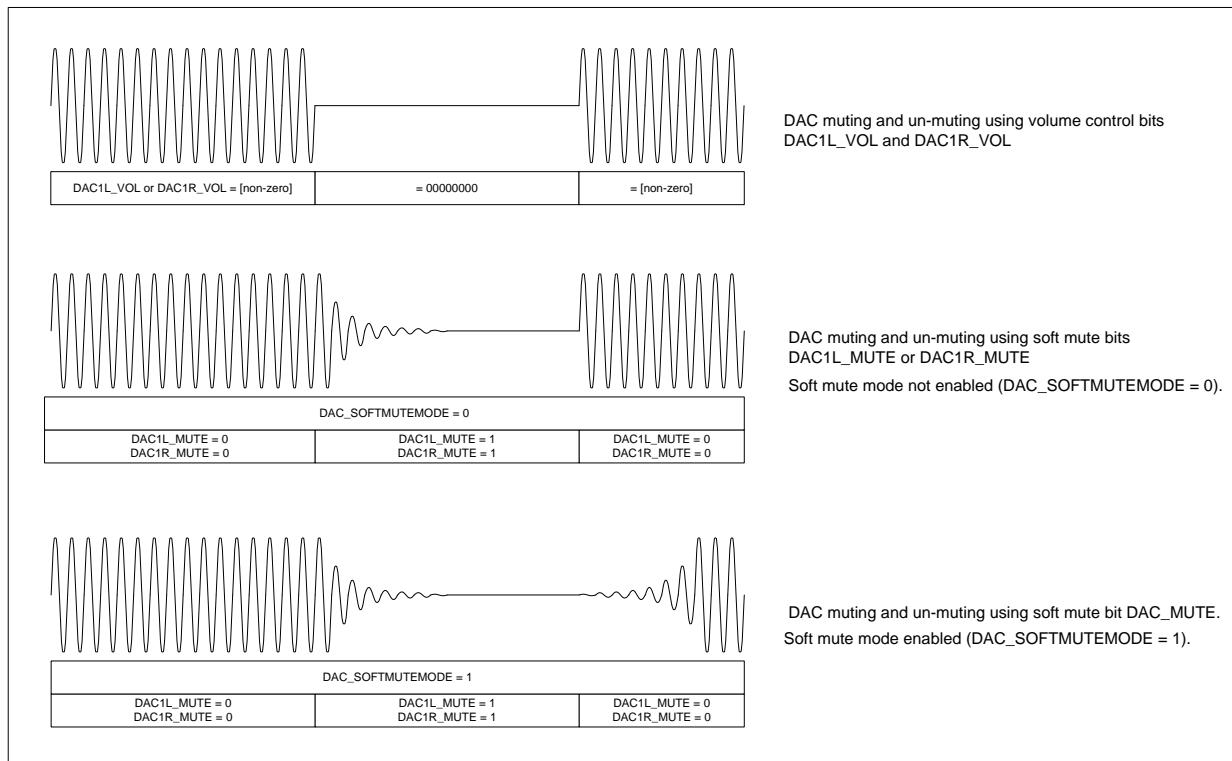 DAC muting and un-muting using volume control bits
DAC1L_VOL and DAC1R_VOL
DAC1L_VOL or DAC1R_VOL = [non-zero]
= 00000000
= [non-zero]
DAC muting and un-muting using soft mute bits
DAC1L_MUTE or DAC1R_MUTE
Soft mute mode not enabled (DAC_SOFTMUTEMODE = 0).
DAC_SOFTMUTEMODE = 0
DAC1L_MUTE = 0
DAC1R_MUTE = 0
DAC1L_MUTE = 1
DAC1R_MUTE = 1
DAC1L_MUTE = 0
DAC1R_MUTE = 0
DAC muting and un-muting using soft mute bit DAC_MUTE.
Soft mute mode enabled (DAC_SOFTMUTEMODE = 1).
DAC_SOFTMUTEMODE = 1
DAC1L_MUTE = 0
DAC1R_MUTE = 0
DAC1L_MUTE = 1
DAC1R_MUTE = 1
DAC1L_MUTE = 0
DAC1R_MUTE = 0